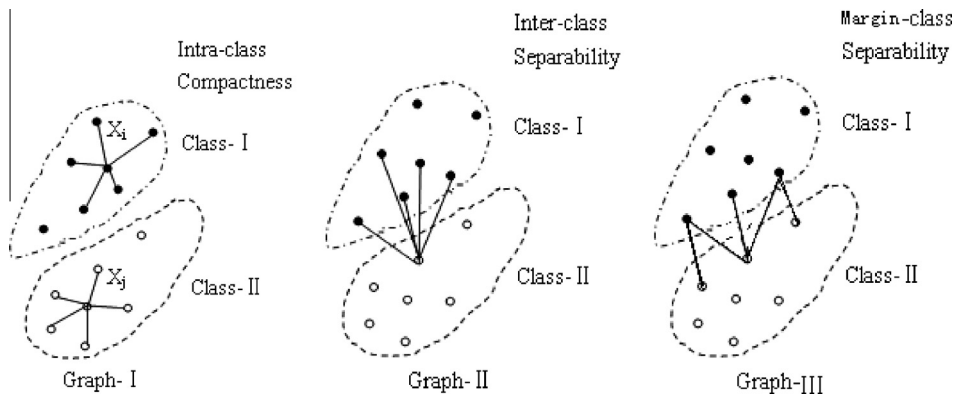 Intra-class
Compactness
Xi
Class- I
Xj
Class- II
Graph- I
Inter-class
Separability
Class- I
Class- II
Graph- II
Margin-class
Separability
Class- I
Class- II
Graph-III